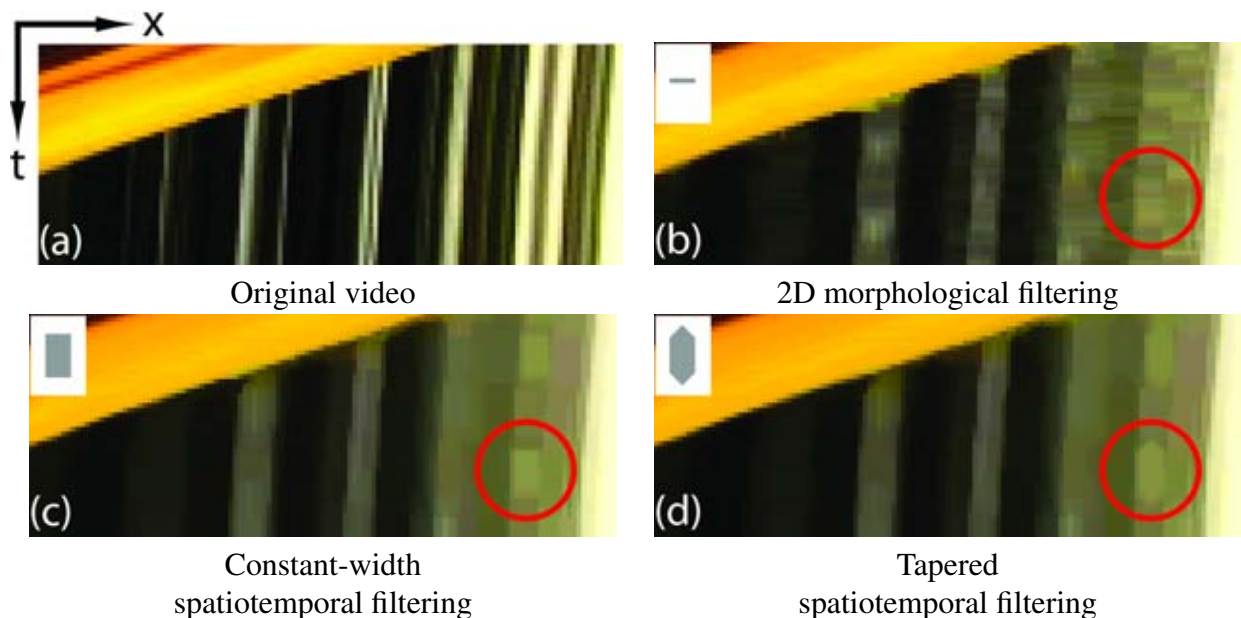 x
t
(a)
(b)
Original video
2D morphological filtering
(c)
(d)
Constant-width
spatiotemporal filtering
Tapered
spatiotemporal filtering